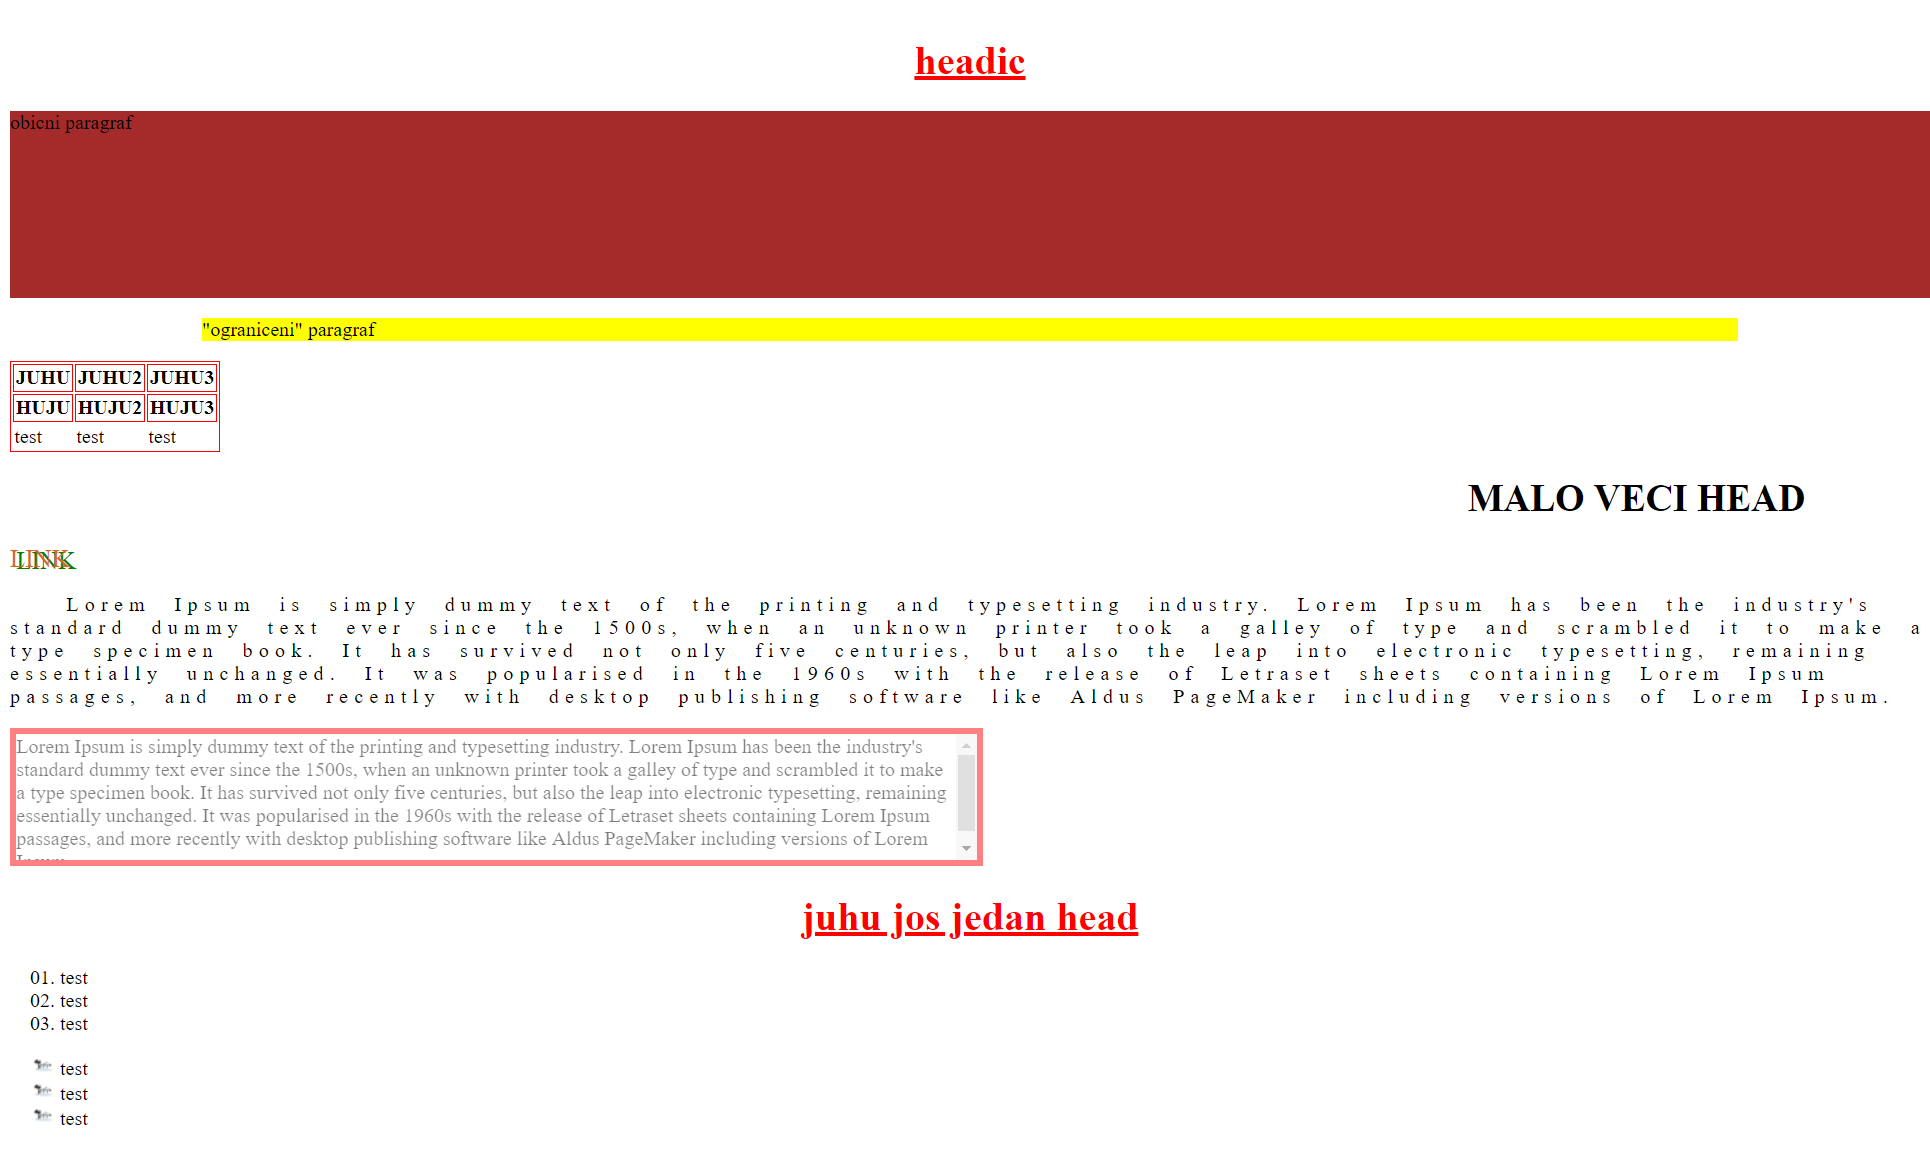 headic
obicni paragraf
"ograniceni" paragraf
JUHU JUHU2 JUHU3
HUJU HUJU2 HUJU3
test test test
MALO VECI HEAD
LINK
Lorem Ipsum is simply dummy text of the printing and typesetting industry. Lorem Ipsum has been the industry's
standard dummy text ever since the 1500s, when an unknown printer took a galley of type and scrambled it to make a
type specimen book. It has survived not only five centuries, but also the leap into electronic typesetting, remaining
essentially unchanged. It was popularised in the 1960s with the release of Letraset sheets containing Lorem Ipsum
passages, and more recently with desktop publishing software like Aldus PageMaker including versions of Lorem Ipsum.
Lorem Ipsum is simply dummy text of the printing and typesetting industry. Lorem Ipsum has been the industry's
standard dummy text ever since the 1500s, when an unknown printer took a galley of type and scrambled it to make
a type specimen book. It has survived not only five centuries, but also the leap into electronic typesetting, remaining
essentially unchanged. It was popularised in the 1960s with the release of Letraset sheets containing Lorem Ipsum
passages, and more recently with desktop publishing software like Aldus PageMaker including versions of Lorem
juhu jos jedan head
01. test
02. test
03. test
test
test
test